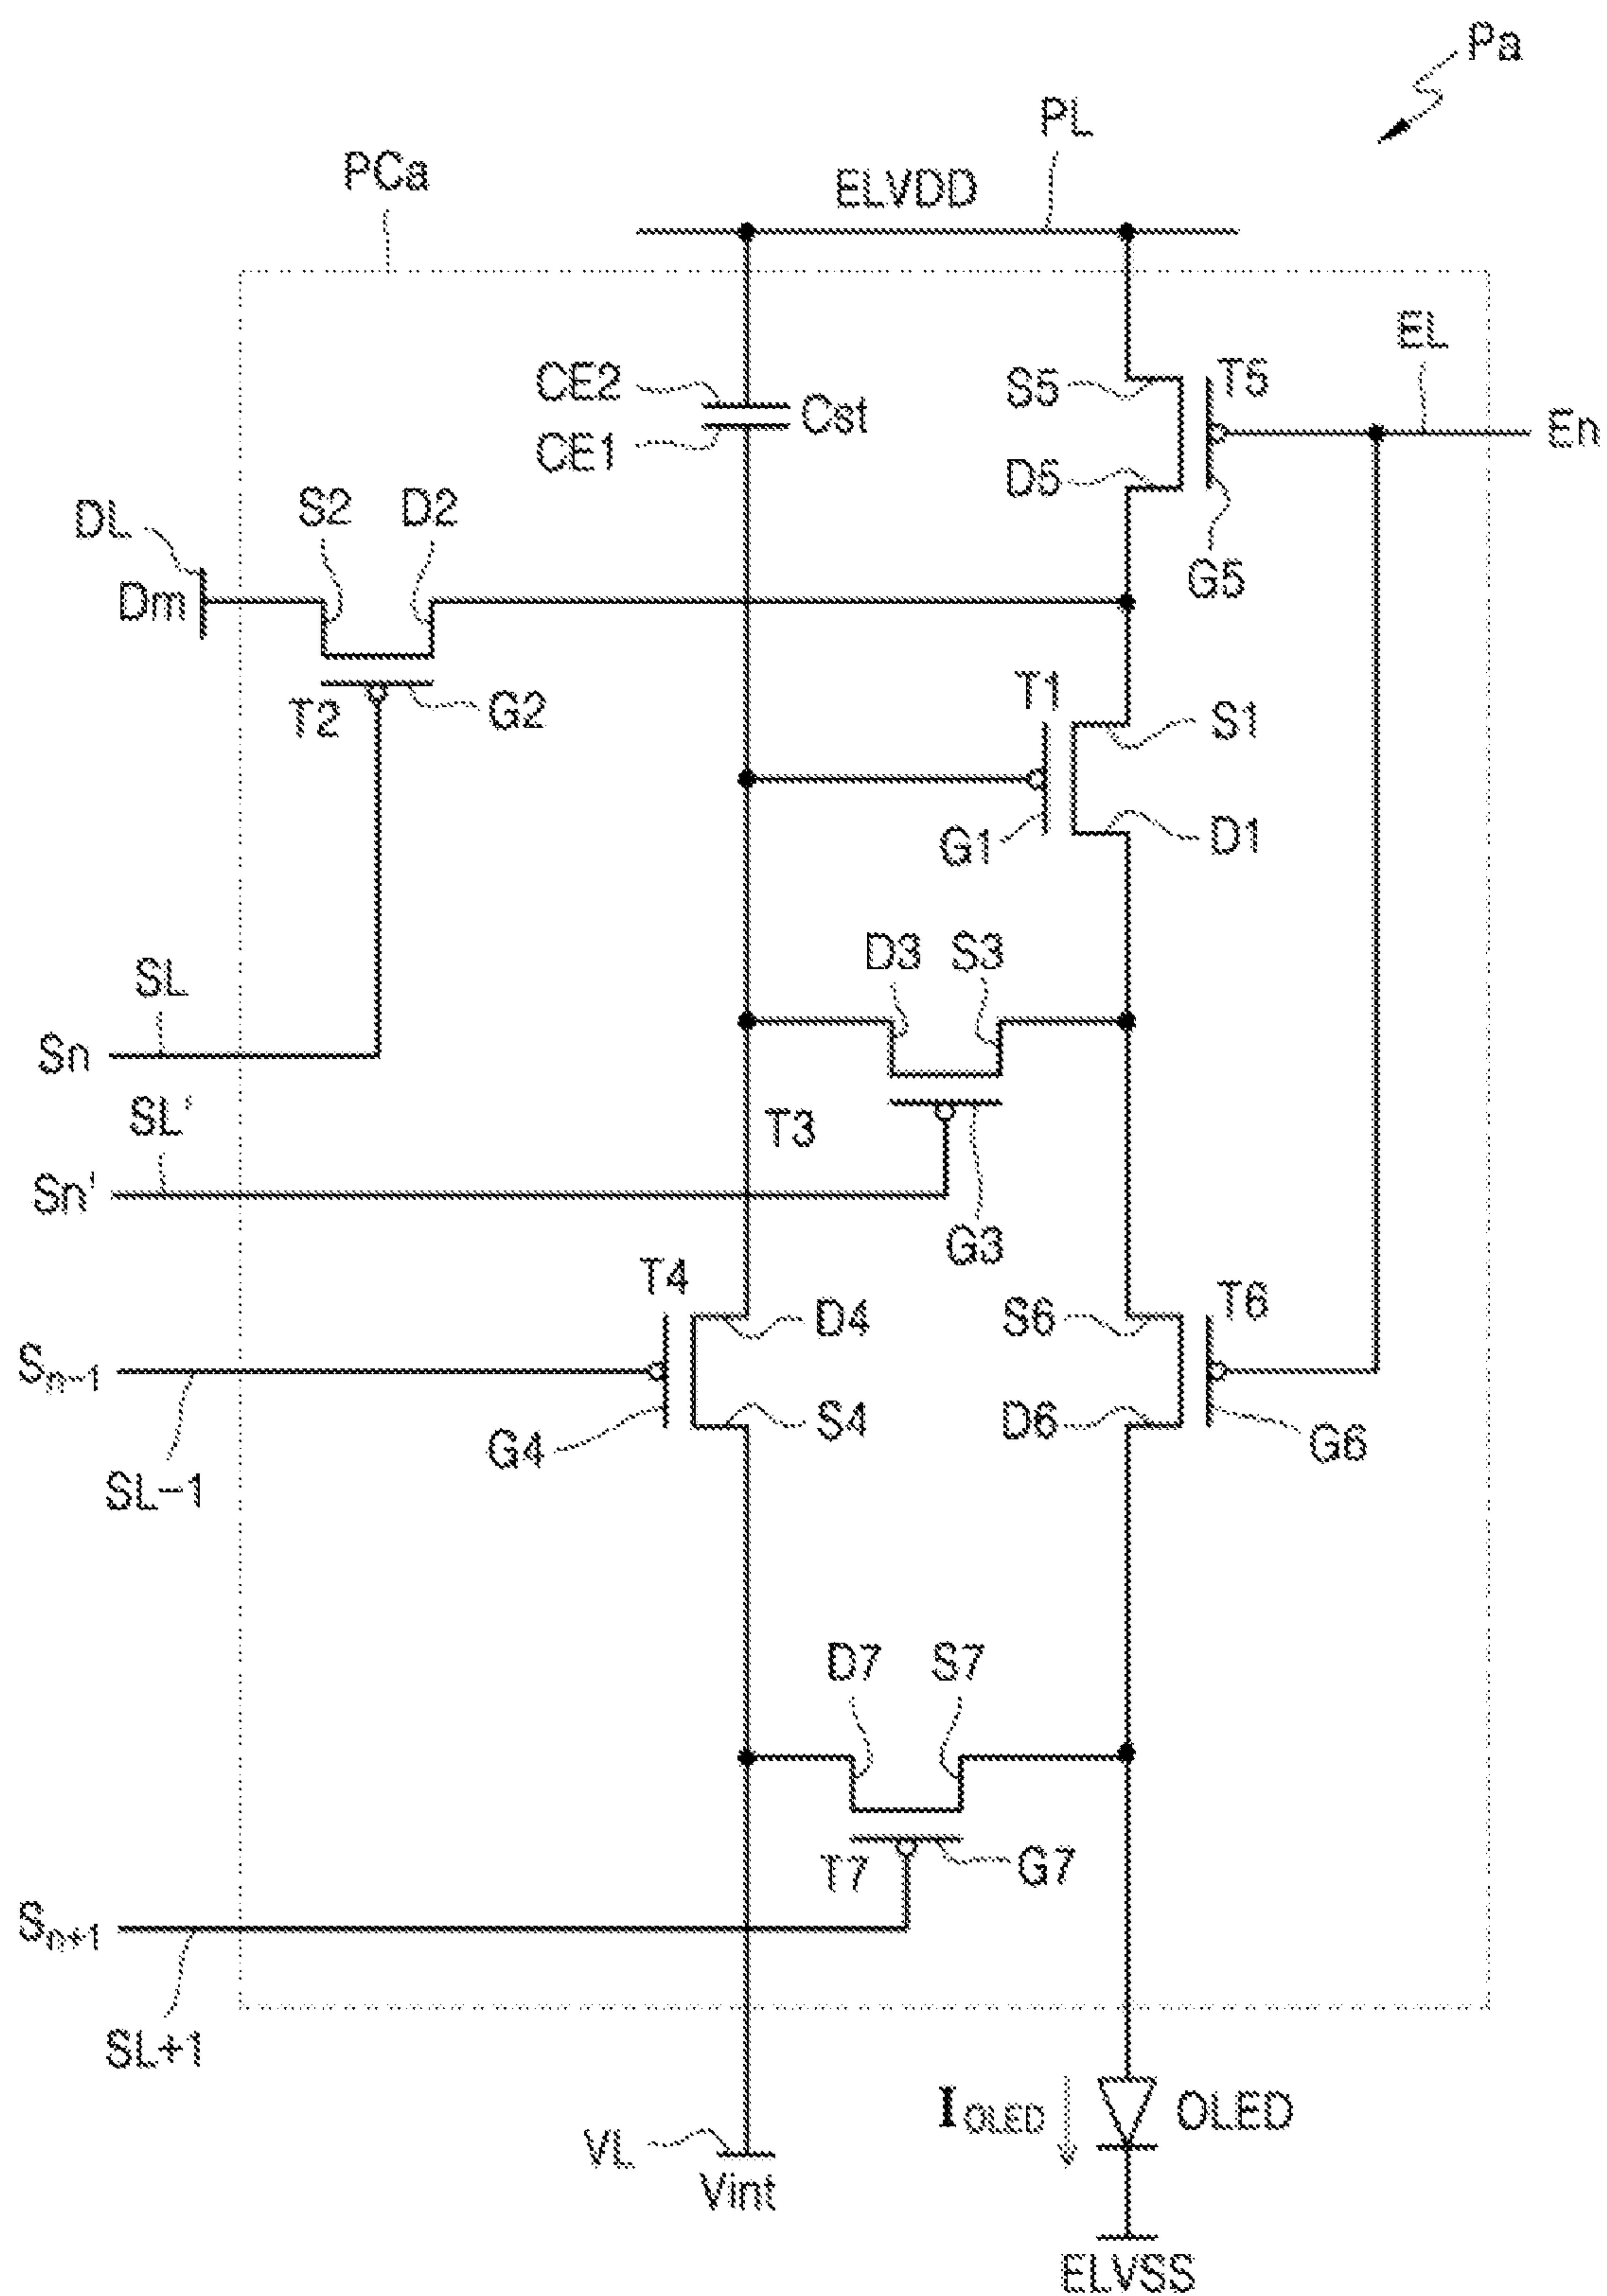 Pa
PL
PCa
ELVDD
EL
CE2
S5
T5
Cst
En
CE1
D5
S2
D2
DL
G5
Dm
T1
T2
G2
S1
G1
D1
D3
S3
SL
Sn
SL'
T3
Sn'
G3
T4
T6
D4
S6
Sn-1
S4
D6
G4
G6
SL-1
D7
S7
T7
G7
Sn+1
SL+1
IOLED
OLED
VL
Vint
ELVSS